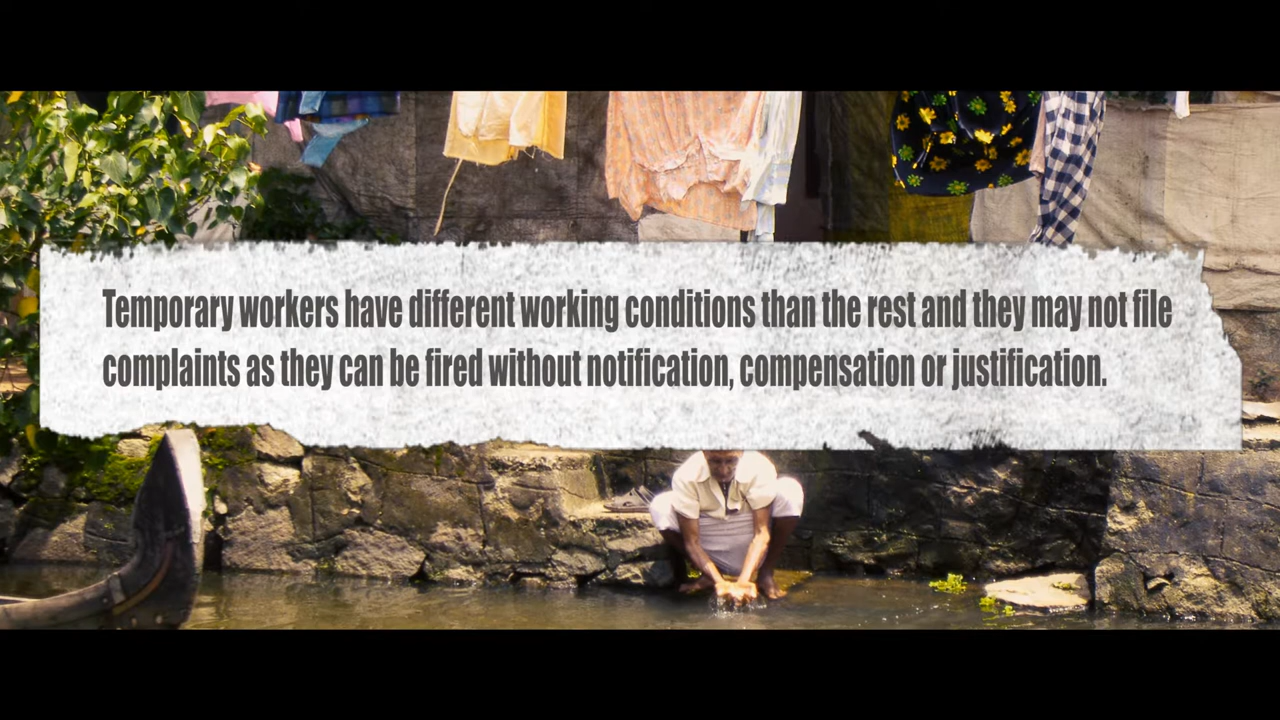 Temporary workers have different working conditions than the rest and they may not file
complaints as they can be fired without notification, compensation or justification.